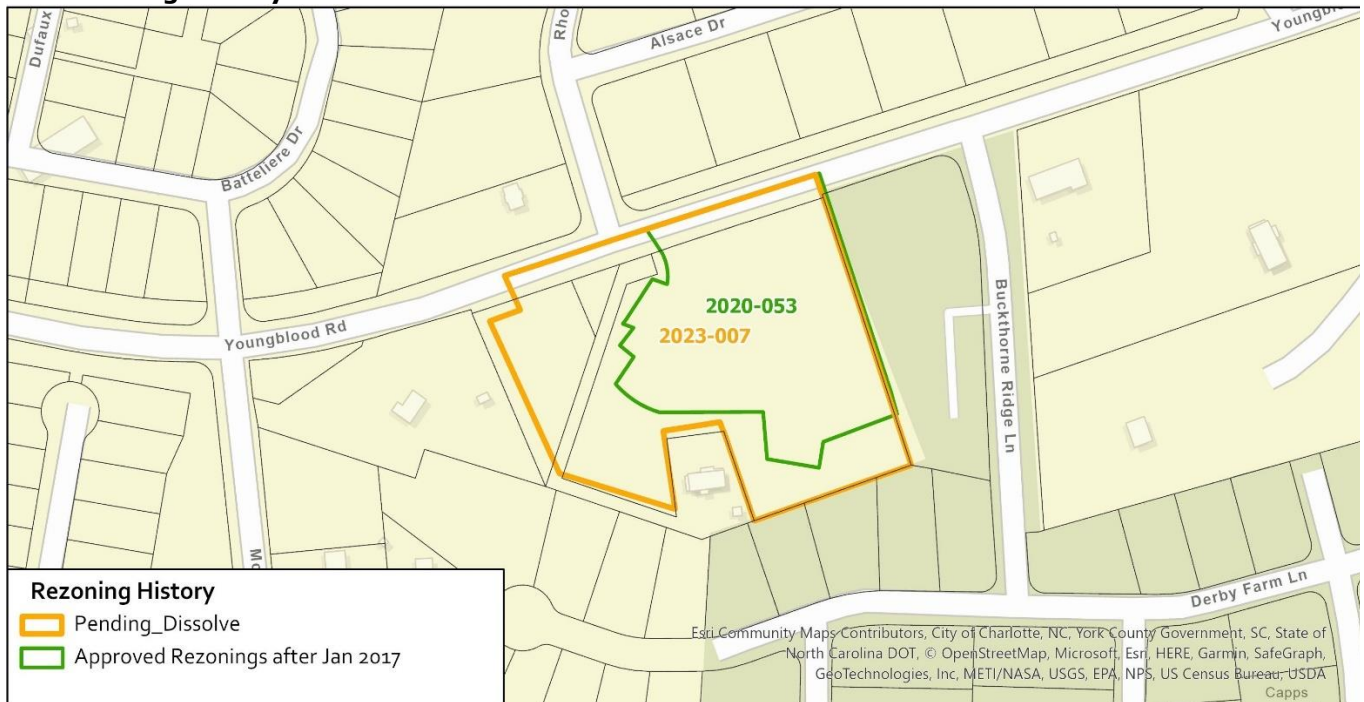 Dufaux
Rho
Alsace Dr
Batteliere Dr
Youngblood Rd
2020-053
2023-007
Buckthorne Ridge Ln
Derby Farm Ln
Rezoning History
Pending_Dissolve
Approved Rezonings after Jan 2017
Esri Community Maps Contributors, City of Charlotte, NC, York County Government, SC, State of
North Carolina DOT, © OpenStreetMap, Microsoft, Esri, HERE, Garmin, SafeGraph,
GeoTechnologies, Inc, METI/NASA, USGS, EPA, NPS, US Census Bureau, USDA
Capps